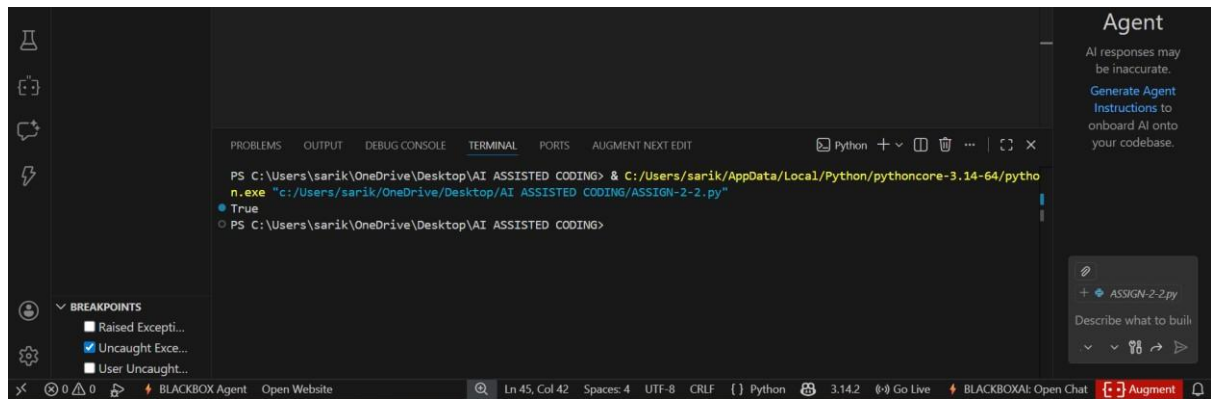 Agent
AI responses may
be inaccurate.
Generate Agent
Instructions to
onboard AI onto
your codebase.
PROBLEMS OUTPUT DEBUG CONSOLE TERMINAL PORTS AUGMENT NEXT EDIT Python
PS C:\Users\sarik\OneDrive\Desktop\AI ASSISTED CODING> & C:/Users/sarik/AppData/Local/Python/pythoncore-3.14-64/pytho
n.exe "c:/Users/sarik/OneDrive/Desktop/AI ASSISTED CODING/ASSIGN-2-2.py"
True
PS C:\Users\sarik\OneDrive\Desktop\AI ASSISTED CODING>
BREAKPOINTS
Raised Excepti...
Uncaught Exce...
User Uncaught...
ASSIGN-2-2.py
Describe what to buil
0 0 BLACKBOX Agent Open Website Ln 45, Col 42 Spaces: 4 UTF-8 CRLF { } Python 3.14.2 Go Live BLACKBOXAI: Open Chat Augment